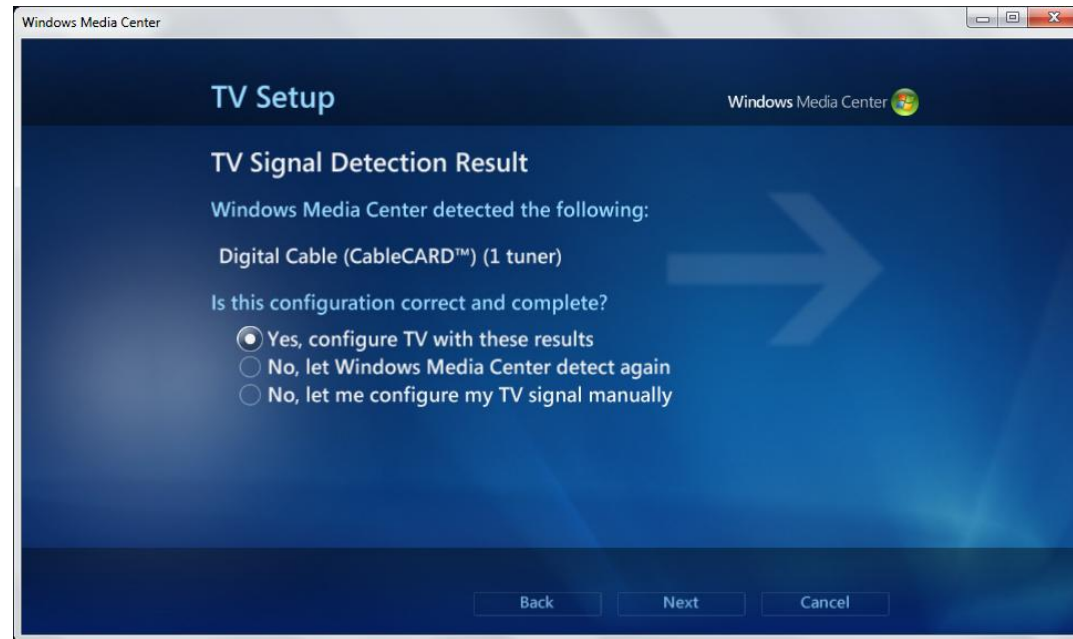 Windows Media Center
TV Setup
Windows Media Center
TV Signal Detection Result
Windows Media Center detected the following:
Digital Cable (CableCARD™) (1 tuner)
Is this configuration correct and complete?
Yes, configure TV with these results
No, let Windows Media Center detect again
No, let me configure my TV signal manually
Back Next Cancel